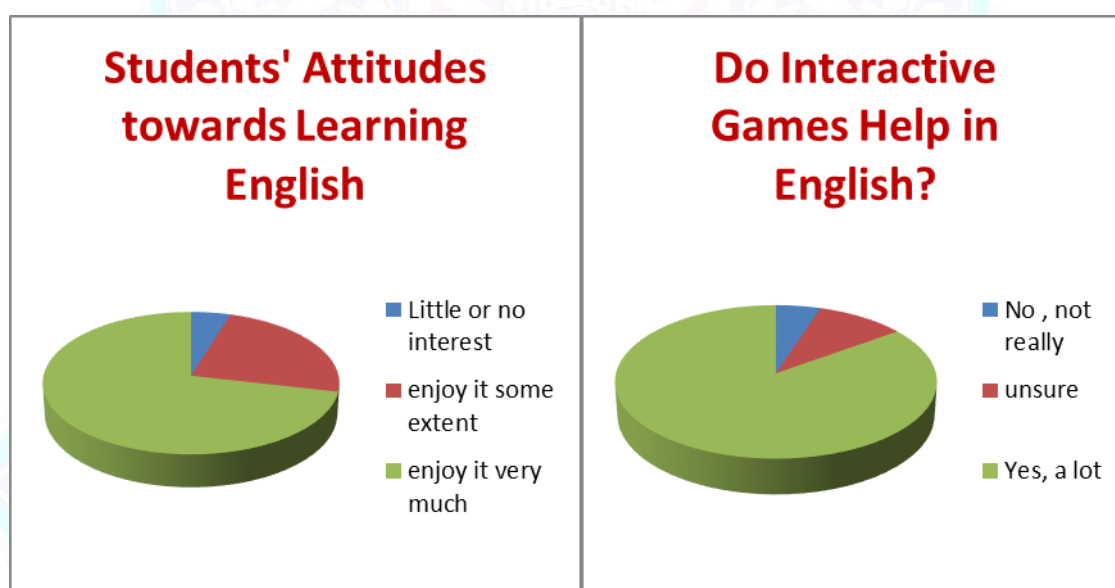 Students' Attitudes
towards Learning
English
Little or no
interest
enjoy it some
extent
enjoy it very
much
Do Interactive
Games Help in
English?
No , not
really
unsure
Yes, a lot